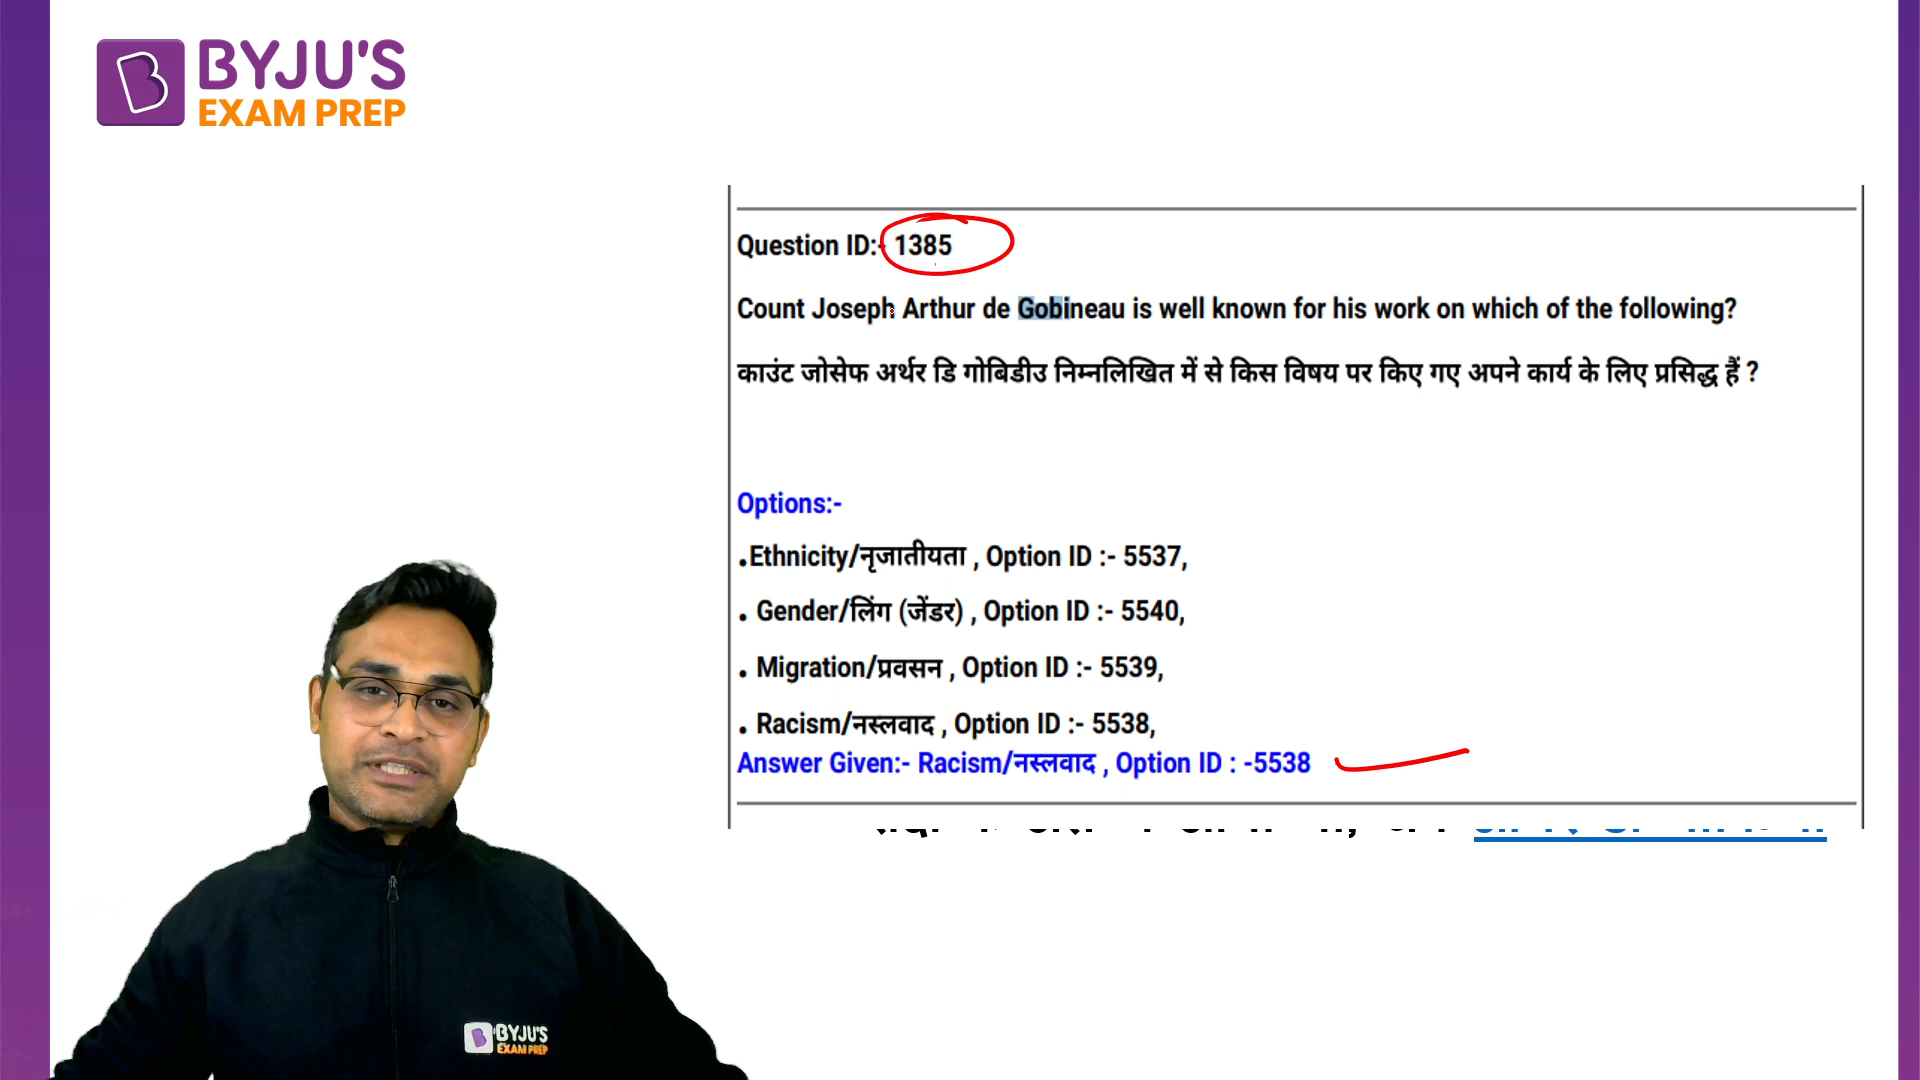 BYJU'S
EXAM PREP
Question ID:- 1385
Count Joseph Arthur de Gobineau is well known for his work on which of the following?
काउंट जोसेफ अर्थर डि गोबिडीउ निम्नलिखित में से किस विषय पर किए गए अपने कार्य के लिए प्रसिद्ध हैं ?
Options:-
.Ethnicity/नृजातीयता , Option ID :- 5537,
. Gender/लिंग (जेंडर) , Option ID :- 5540,
. Migration/प्रवसन , Option ID :- 5539,
. Racism/नस्लवाद , Option ID :- 5538,
Answer Given:- Racism/नस्लवाद , Option ID : -5538
BYJU'S
EXAM PREP